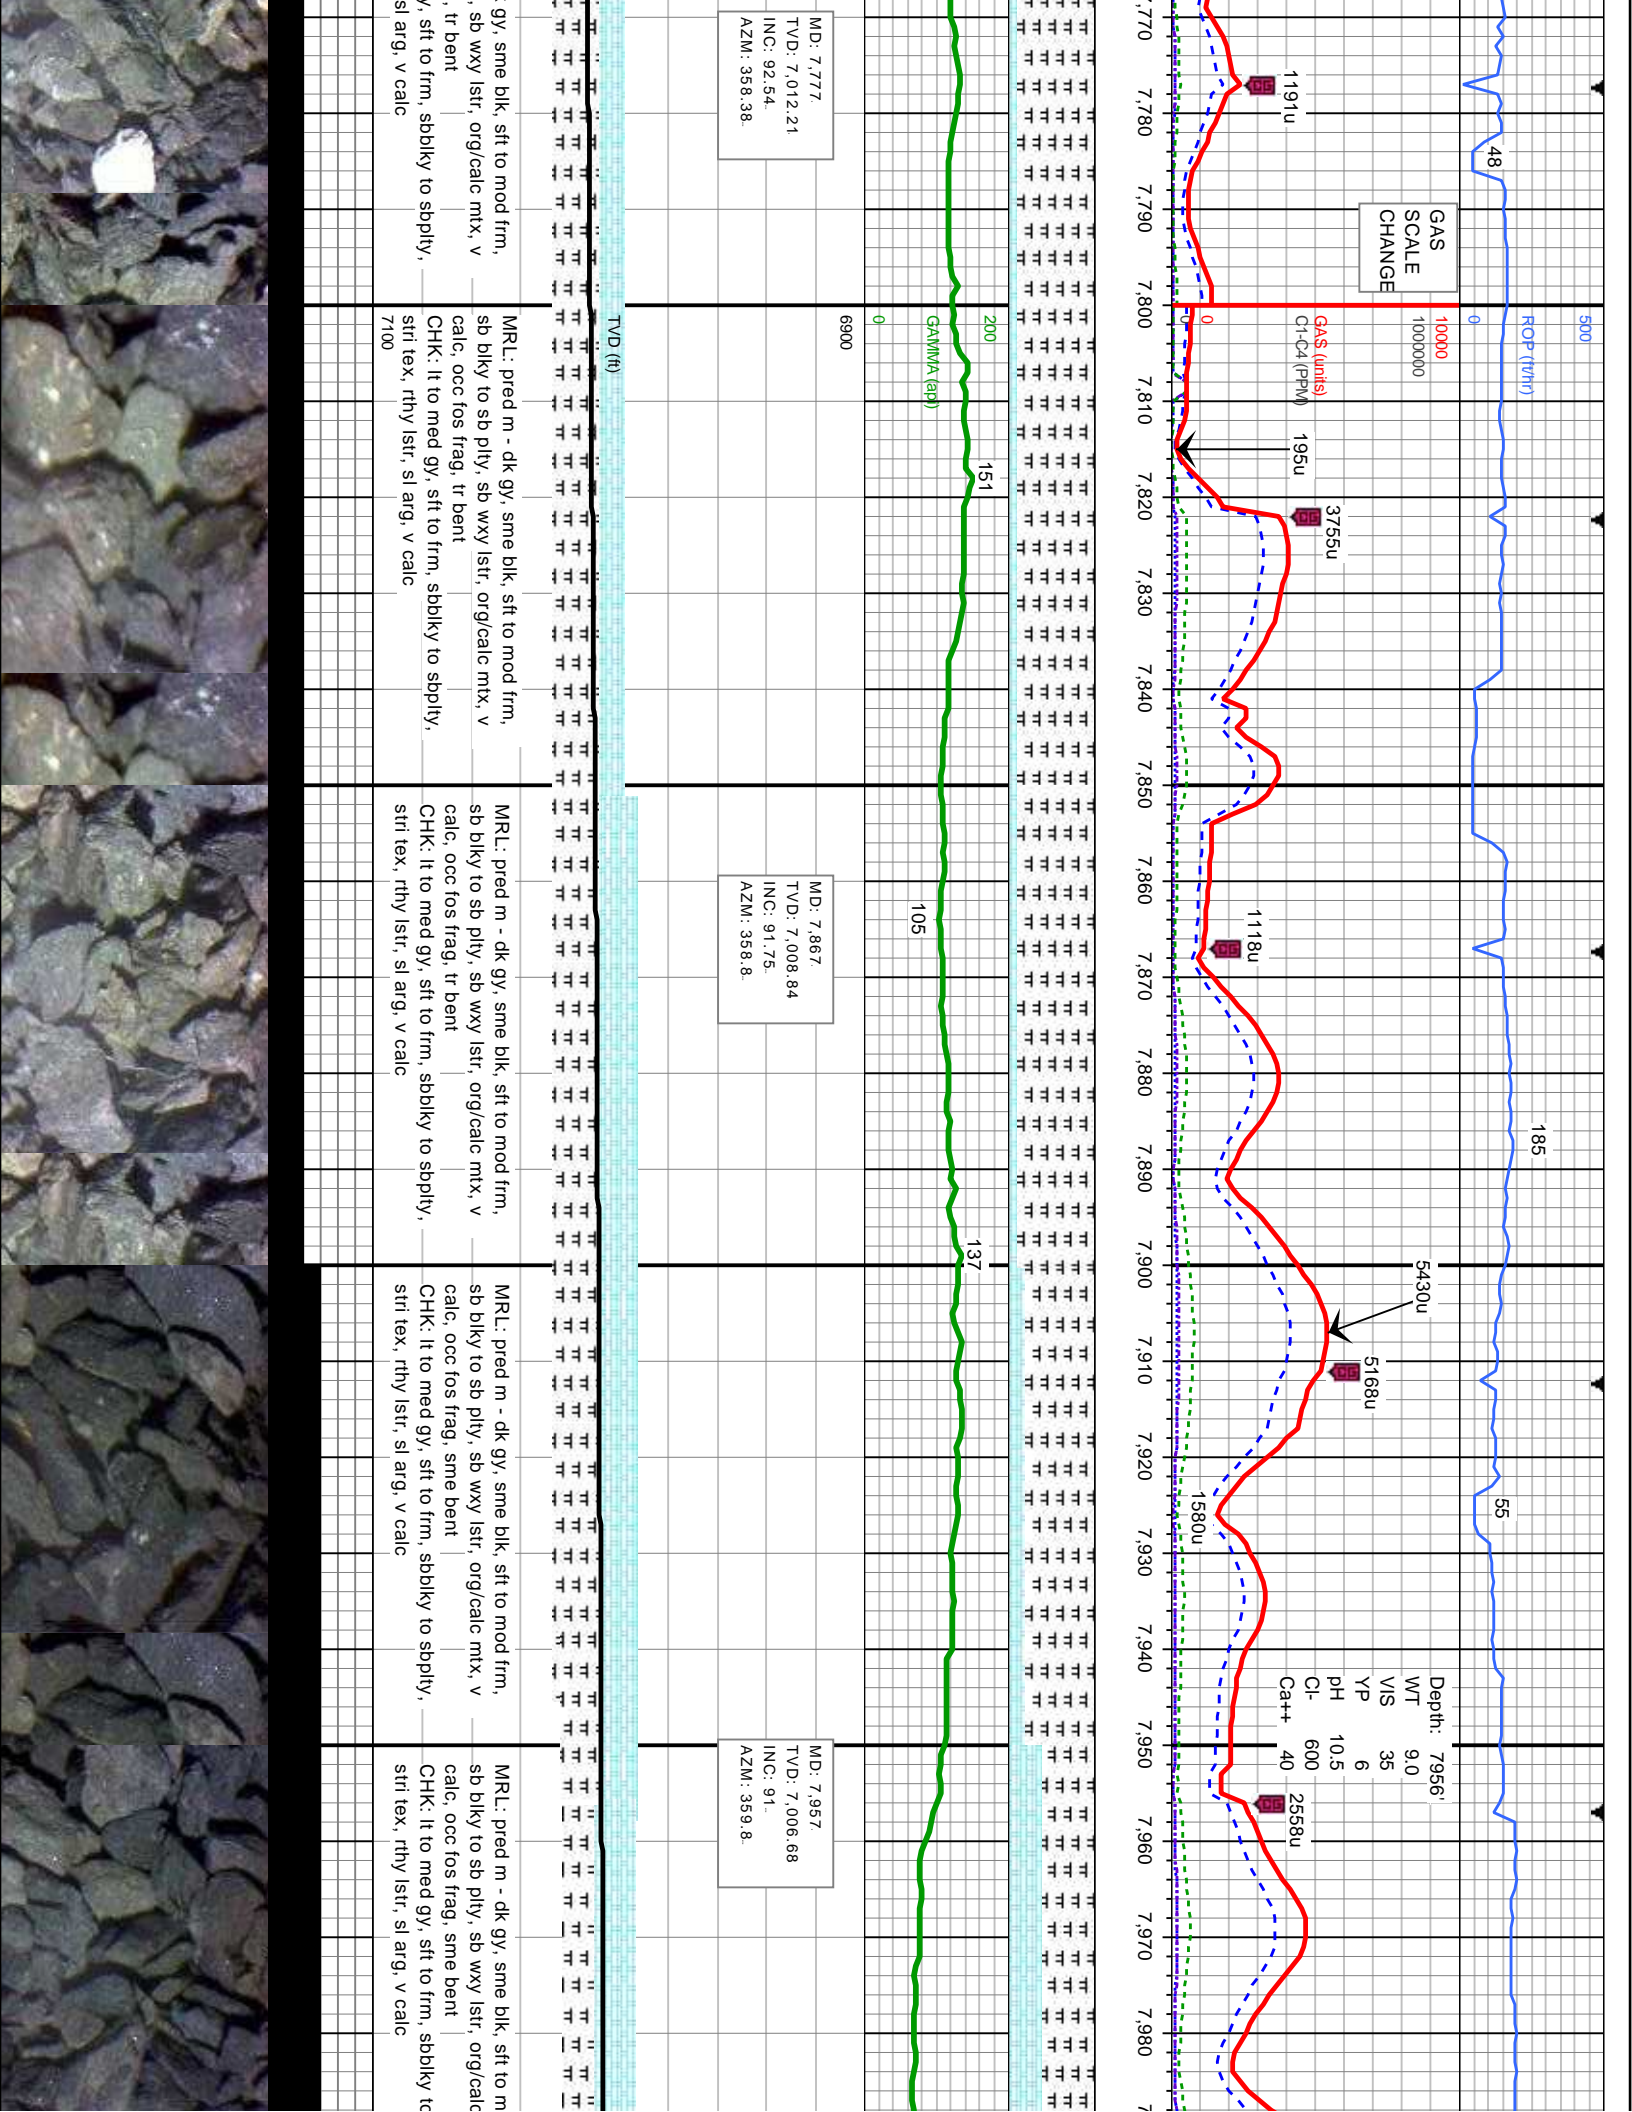 500
ROP (ft/hr)
0
48
185
55
GAS
SCALE
CHANGE
10000
1000000
GAS (units)
C1-C4 (PPM)
0
0
1191u
195u
3755u
1118u
5430u
5168u
1580u
2558u
Depth: 7956'
WT 9.0
VIS 35
YP 6
pH 10.5
Cl- 600
Ca++ 40
7,770
7,780
7,790
7,800
7,810
7,820
7,830
7,840
7,850
7,860
7,870
7,880
7,890
7,900
7,910
7,920
7,930
7,940
7,950
7,960
7,970
7,980
200
GAMMA (api)
0
151
105
137
6900
TVD (ft)
7100
MD: 7,777
TVD: 7,012.21
INC: 92.54
AZM: 358.38
MD: 7,867
TVD: 7,008.84
INC: 91.75
AZM: 358.8
MD: 7,957
TVD: 7,006.68
INC: 91
AZM: 359.8
gy, sme blk, sft to mod frm,
, sb wxy lstr, org/calc mtx, v
, tr bent
y, sft to frm, sbblky to sbplty,
sl arg, v calc
MRL: pred m - dk gy, sme blk, sft to mod frm,
sb blky to sb plty, sb wxy lstr, org/calc mtx, v
calc, occ fos frag, tr bent
CHK: lt to med gy, sft to frm, sbblky to sbplty,
stri tex, rthy lstr, sl arg, v calc
MRL: pred m - dk gy, sme blk, sft to mod frm,
sb blky to sb plty, sb wxy lstr, org/calc mtx, v
calc, occ fos frag, tr bent
CHK: lt to med gy, sft to frm, sbblky to sbplty,
stri tex, rthy lstr, sl arg, v calc
MRL: pred m - dk gy, sme blk, sft to mod frm,
sb blky to sb plty, sb wxy lstr, org/calc mtx, v
calc, occ fos frag, sme bent
CHK: lt to med gy, sft to frm, sbblky to sbplty,
stri tex, rthy lstr, sl arg, v calc
MRL: pred m - dk gy, sme blk, sft to m
sb blky to sb plty, sb wxy lstr, org/calc
calc, occ fos frag, sme bent
CHK: lt to med gy, sft to frm, sbblky to
stri tex, rthy lstr, sl arg, v calc